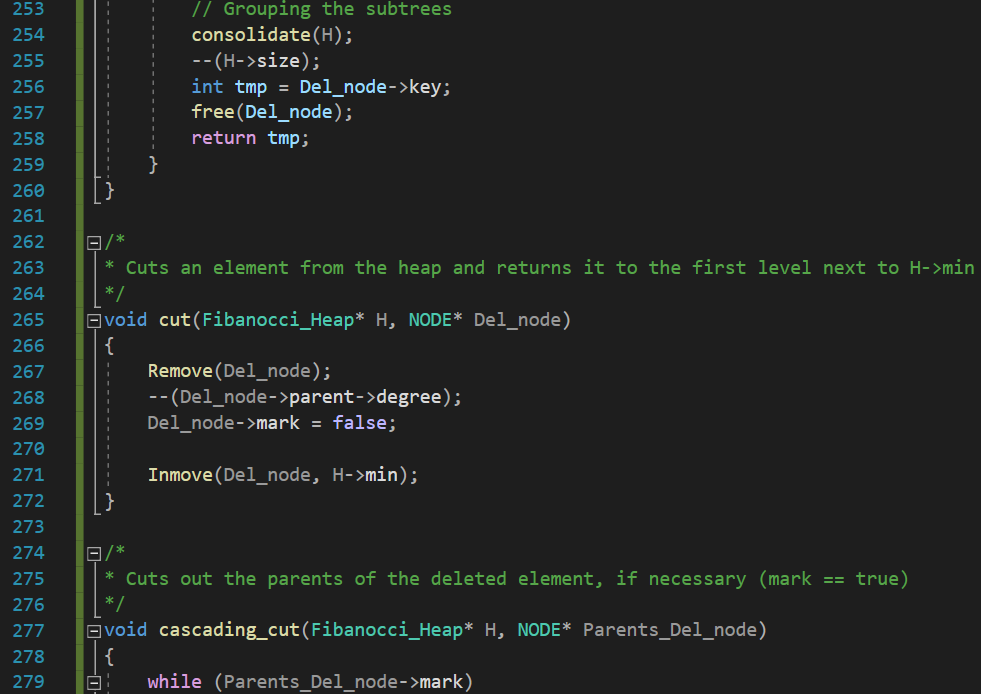 253 // Grouping the subtrees
254 consolidate(H);
255 --(H->size);
256 int tmp = Del_node->key;
257 free(Del_node);
258 return tmp;
259 }
260 }
261
262 /*
263 * Cuts an element from the heap and returns it to the first level next to H->min
264 */
265 void cut(Fibanocci_Heap* H, NODE* Del_node)
266 {
267 Remove(Del_node);
268 --(Del_node->parent->degree);
269 Del_node->mark = false;
270
271 Inmove(Del_node, H->min);
272 }
273
274 /*
275 * Cuts out the parents of the deleted element, if necessary (mark == true)
276 */
277 void cascading_cut(Fibanocci_Heap* H, NODE* Parents_Del_node)
278 {
279 while (Parents_Del_node->mark)